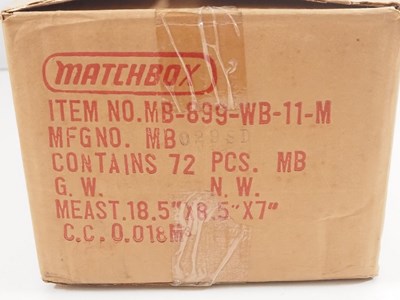 MATCHBOX
ITEM NO.MB-899-WB-11-M
MFGNO. MB
CONTAINS 72 PCS. MB
G. W. N. W.
MEAST.18.5"X8.5"X7"
C.C. 0.018M